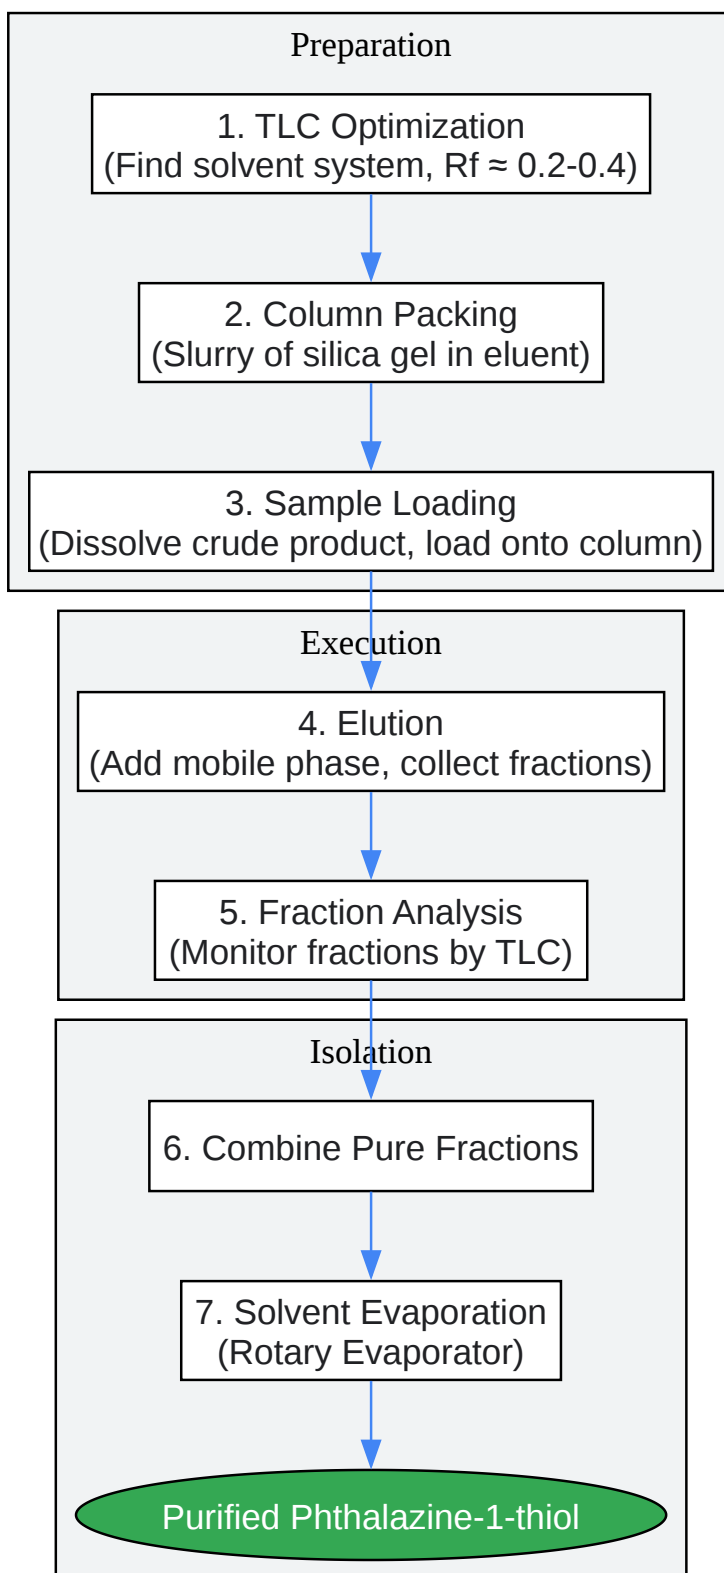 Preparation
1. TLC Optimization
(Find solvent system, Rf ≈ 0.2-0.4)
2. Column Packing
(Slurry of silica gel in eluent)
3. Sample Loading
(Dissolve crude product, load onto column)
Execution
4. Elution
(Add mobile phase, collect fractions)
5. Fraction Analysis
(Monitor fractions by TLC)
Isolation
6. Combine Pure Fractions
7. Solvent Evaporation
(Rotary Evaporator)
Purified Phthalazine-1-thiol